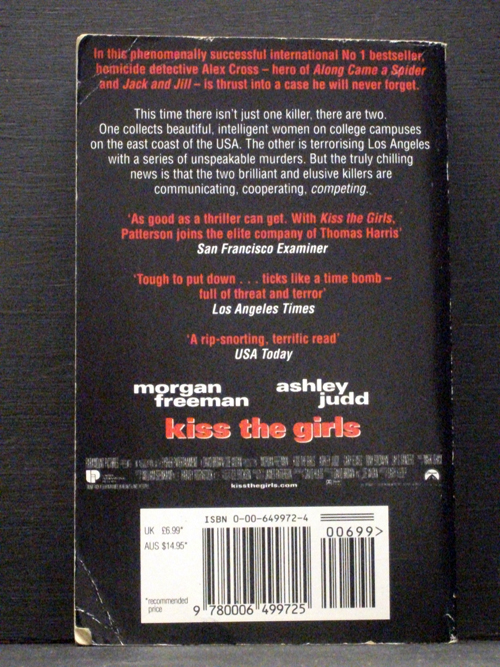 In this phenomenally successful international No 1 bestseller,
homicide detective Alex Cross – hero of Along Came a Spider
and Jack and Jill – is thrust into a case he will never forget.
This time there isn't just one killer, there are two.
One collects beautiful, intelligent women on college campuses
on the east coast of the USA. The other is terrorising Los Angeles
with a series of unspeakable murders. But the truly chilling
news is that the two brilliant and elusive killers are
communicating, cooperating, competing.
'As good as a thriller can get. With Kiss the Girls,
Patterson joins the elite company of Thomas Harris'
San Francisco Examiner
'Tough to put down . . . ticks like a time bomb –
full of threat and terror'
Los Angeles Times
'A rip-snorting, terrific read'
USA Today
morgan freeman
ashley judd
kiss the girls
kissthegirls.com
UK £6.99*
AUS $14.95*
*recommended
price
ISBN 0-00-649972-4
00699>
9 780006 499725